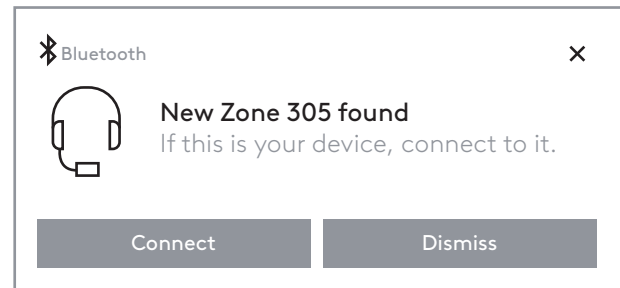 Bluetooth
New Zone 305 found
If this is your device, connect to it.
Connect
Dismiss